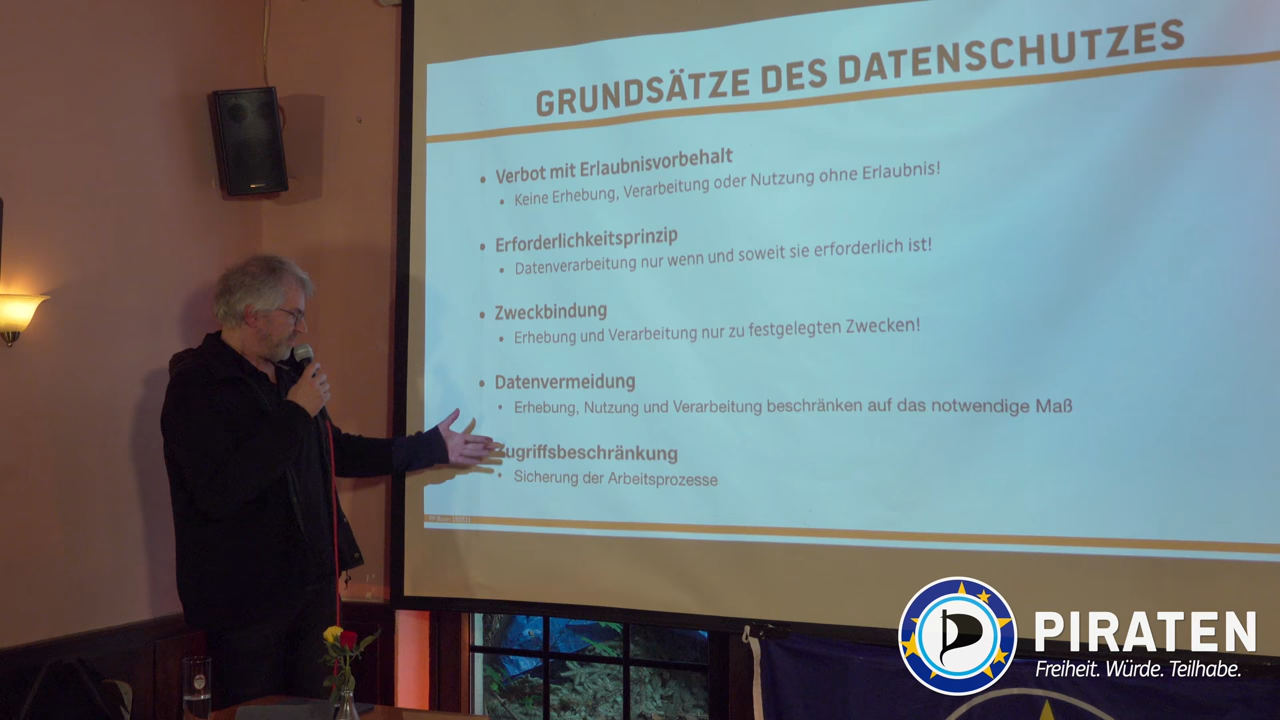 GRUNDSÄTZE DES DATENSCHUTZES
• Verbot mit Erlaubnisvorbehalt
• Keine Erhebung, Verarbeitung oder Nutzung ohne Erlaubnis!
• Erforderlichkeitsprinzip
• Datenverarbeitung nur wenn und soweit sie erforderlich ist!
• Zweckbindung
• Erhebung und Verarbeitung nur zu festgelegten Zwecken!
• Datenvermeidung
• Erhebung, Nutzung und Verarbeitung beschränken auf das notwendige Maß
Zugriffsbeschränkung
• Sicherung der Arbeitsprozesse
PIRATEN
Freiheit. Würde. Teilhabe.